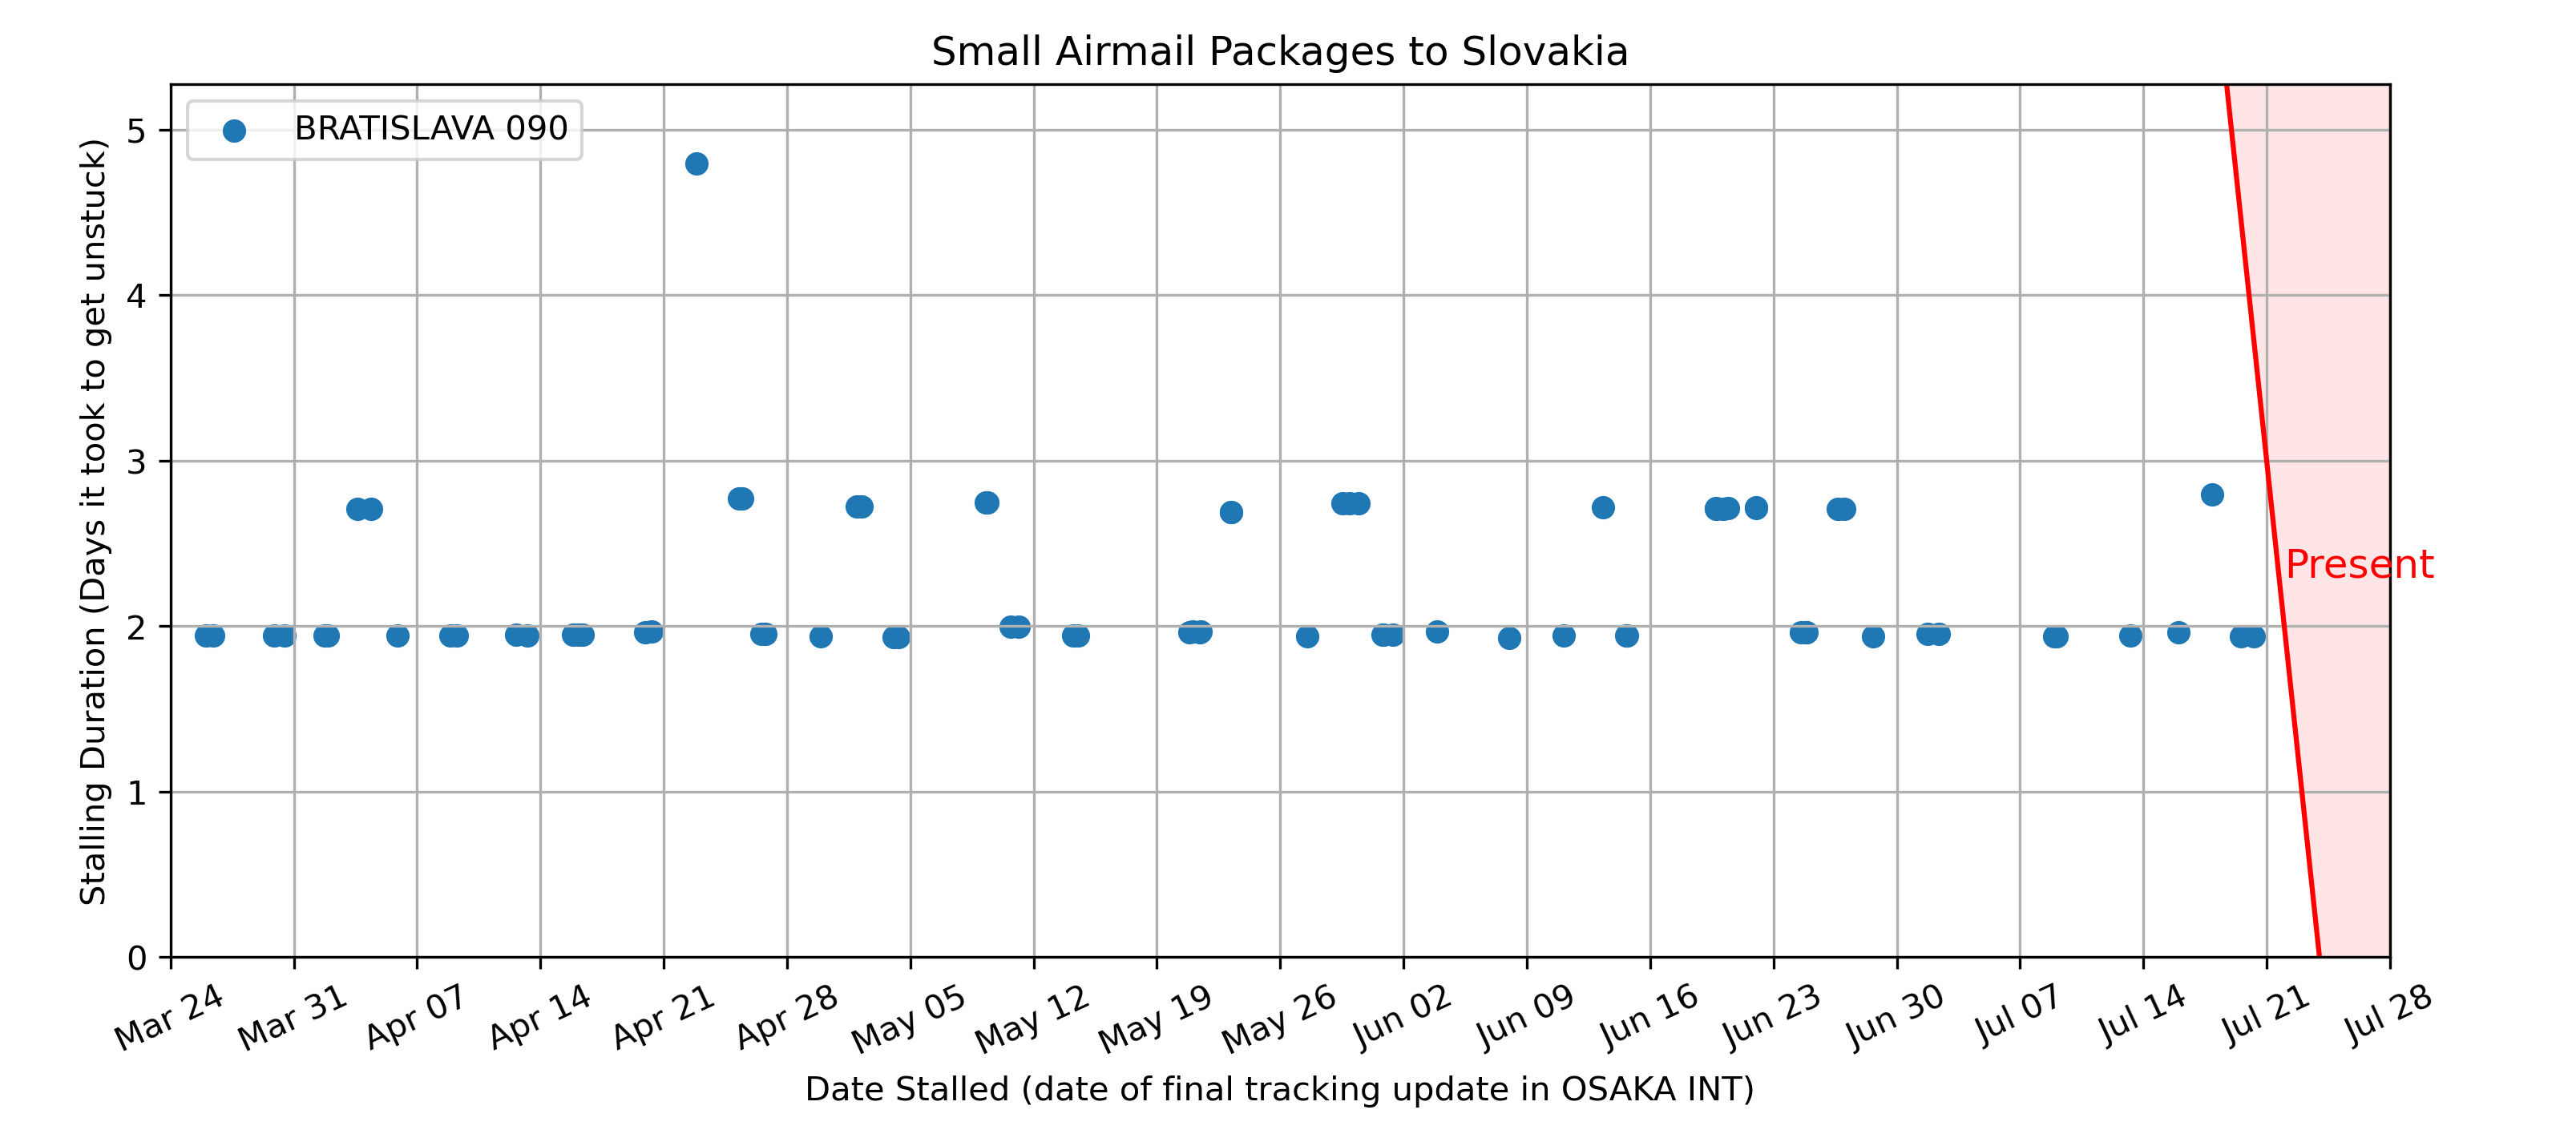 Small Airmail Packages to Slovakia
BRATISLAVA 090
Stalling Duration (Days it took to get unstuck)
5
4
3
2
1
0
Present
Mar 24
Mar 31
Apr 07
Apr 14
Apr 21
Apr 28
May 05
May 12
May 19
May 26
Jun 02
Jun 09
Jun 16
Jun 23
Jun 30
Jul 07
Jul 14
Jul 21
Jul 28
Date Stalled (date of final tracking update in OSAKA INT)